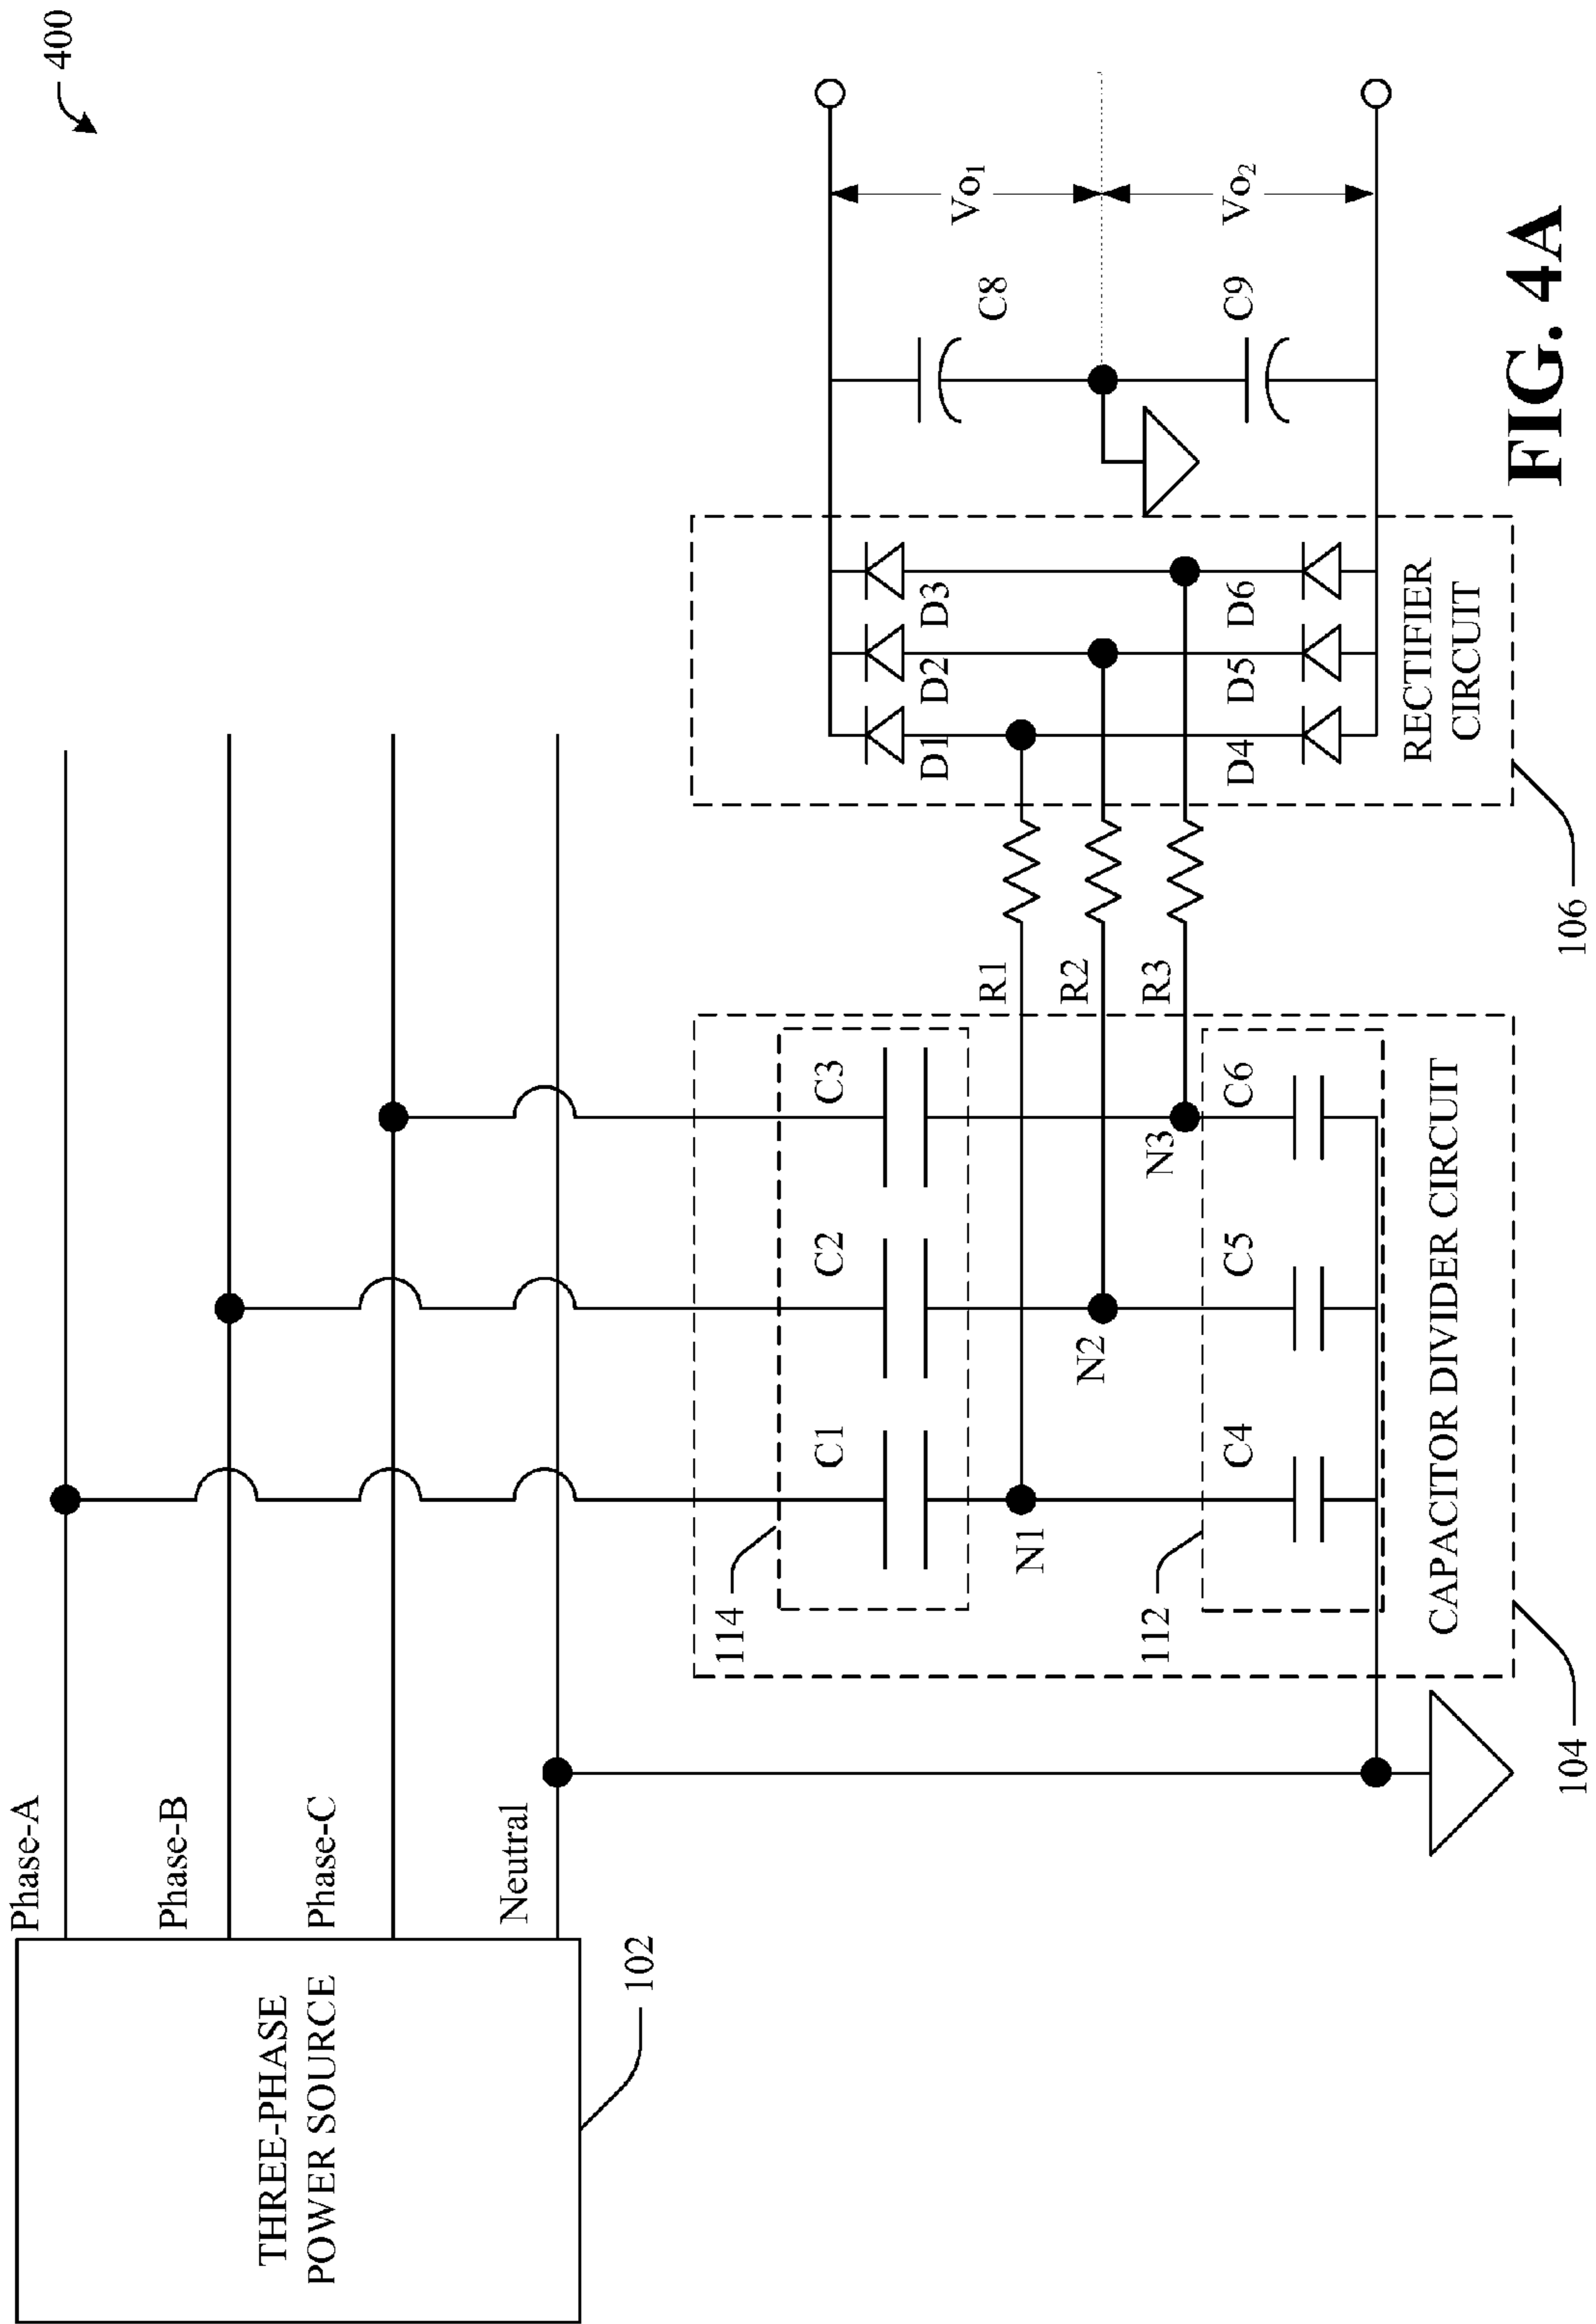 400
Phase-A
Phase-B
Phase-C
Neutral
THREE-PHASE
POWER SOURCE
102
114
C1
C2
C3
N1
N2
N3
112
C4
C5
C6
CAPACITOR DIVIDER CIRCUIT
104
R1
R2
R3
D1
D2
D3
D4
D5
D6
RECTIFIER
CIRCUIT
106
C8
C9
Vo1
Vo2
FIG. 4A